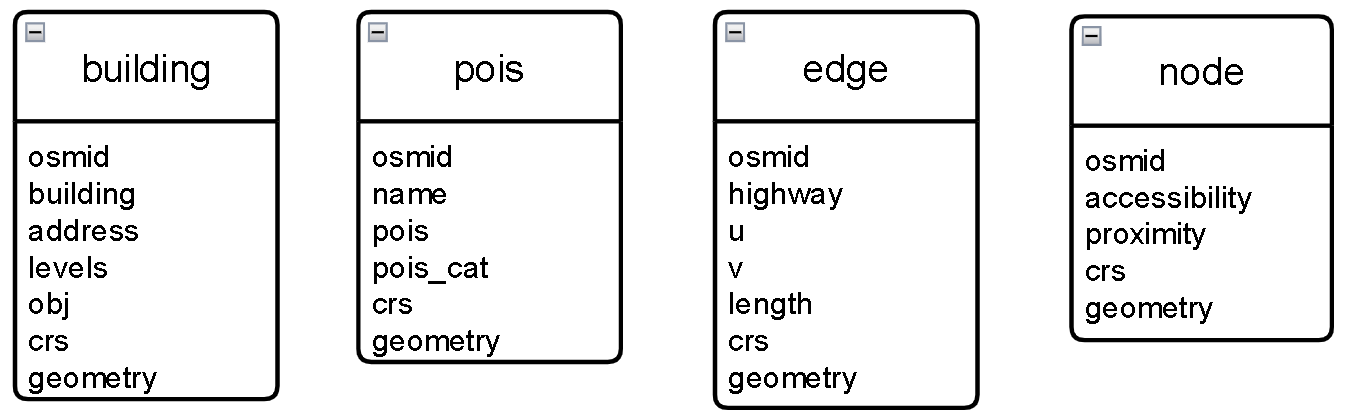 building
osmid
building
address
levels
obj
crs
geometry
pois
osmid
name
pois
pois_cat
crs
geometry
edge
osmid
highway
u
v
length
crs
geometry
node
osmid
accessibility
proximity
crs
geometry